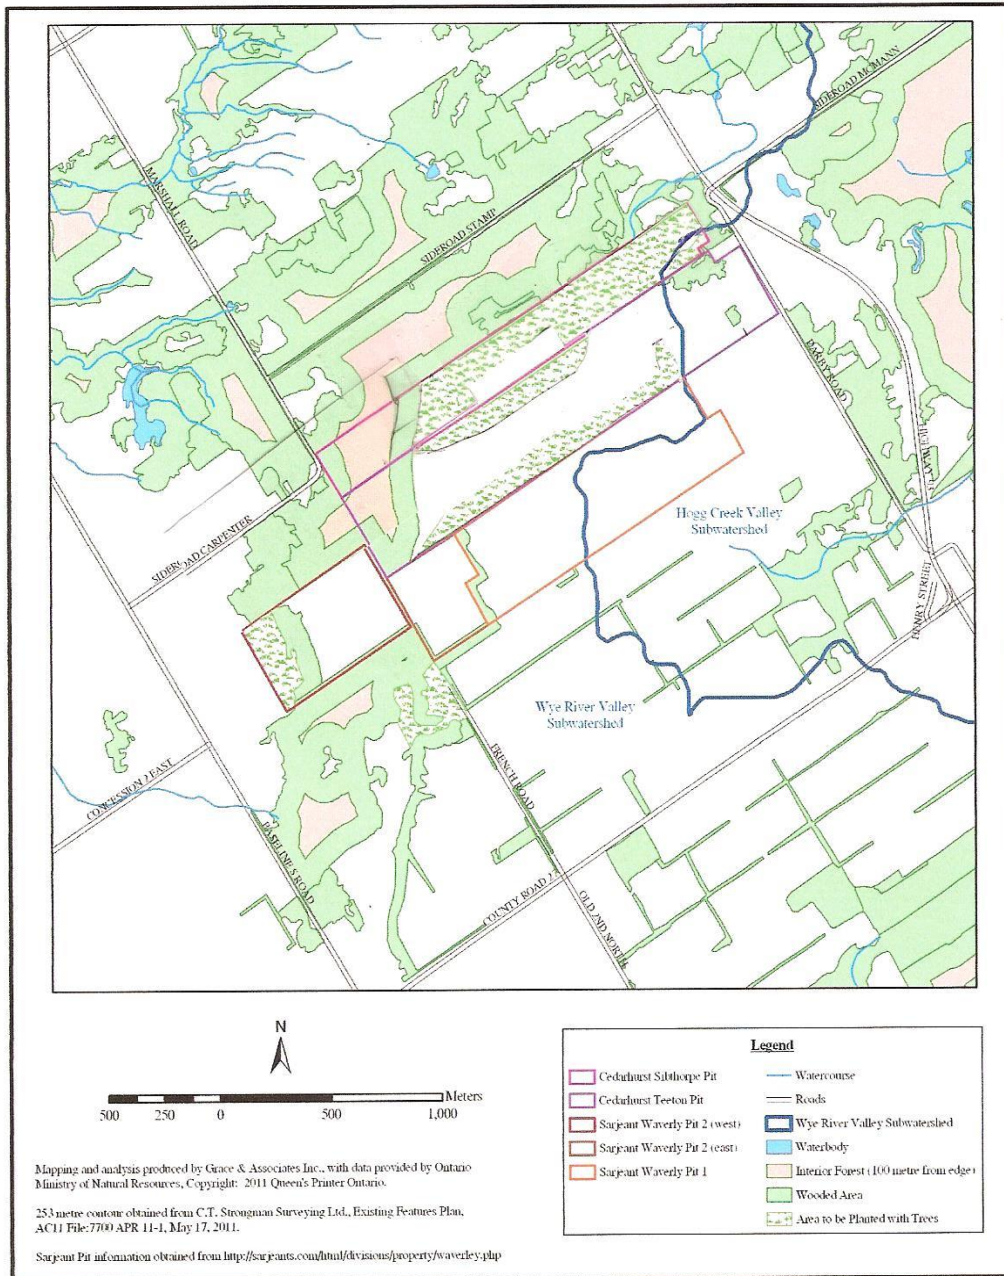 SIDEROAD MCMANN
MARSHALL ROAD
SIDEROAD STAMP
DARBY ROAD
SIDEROAD CARPENTER
Hogg Creek Valley
Subwatershed
HENRY STREET
Wye River Valley
Subwatershed
CONCESSION 2 EAST
FRENCH ROAD
BASELINE S ROAD
COUNTY ROAD
OLD 2ND NORTH
N
Meters
500 250 0 500 1,000
Legend
Cedarhurst Sibthorpe Pit
Cedarhurst Teeton Pit
Sarjeant Waverly Pit 2 (west)
Sarjeant Waverly Pit 2 (east)
Sarjeant Waverly Pit 1
Watercourse
Roads
Wye River Valley Subwatershed
Waterbody
Interior Forest (100 metre from edge)
Wooded Area
Area to be Planted with Trees
Mapping and analysis produced by Grace & Associates Inc., with data provided by Ontario
Ministry of Natural Resources, Copyright: 2011 Queen's Printer Ontario.
253 metre contour obtained from C.T. Strongman Surveying Ltd., Existing Features Plan,
AC11 File:7700 APR 11-1, May 17, 2011.
Sarjeant Pit information obtained from http://sarjeants.com/html/divisions/property/waverley.php